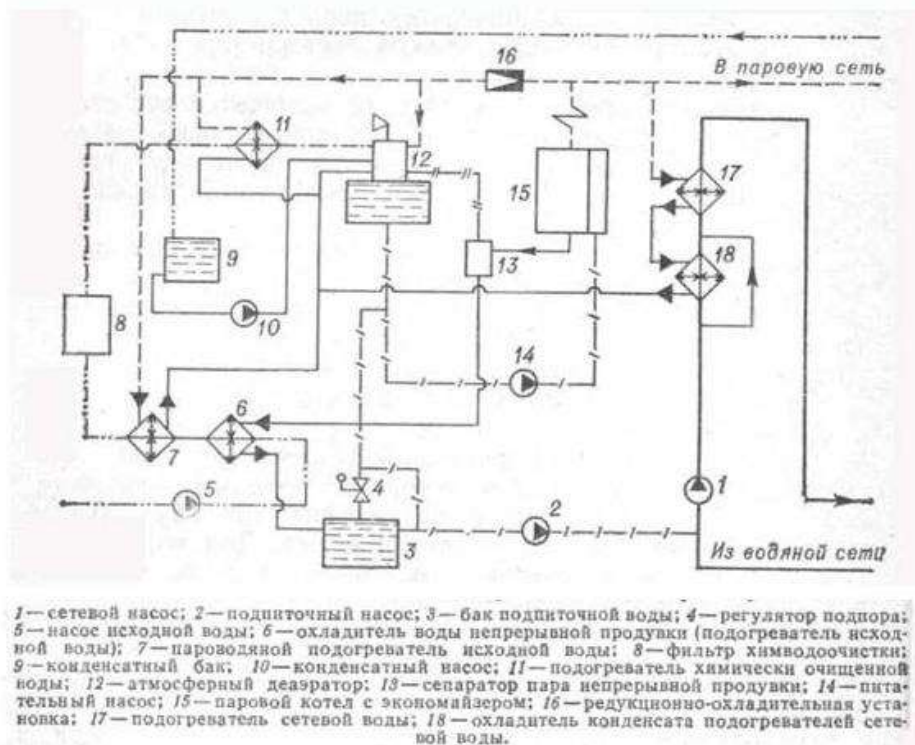 В паровую сеть
16
11
12
17
15
18
9
13
8
10
14
6
7
5
4
1
2
3
Из водяной сети
1—сетевой насос; 2—подпиточный насос; 3—бак подпиточной воды; 4—регулятор подпора;
5—насос исходной воды; 6—охладитель воды непрерывной продувки (подогреватель исход-
ной воды); 7—пароводяной подогреватель исходной воды; 8—фильтр химводоочистки;
9—конденсатный бак; 10—конденсатный насос; 11—подогреватель химически очищенной
воды; 12—атмосферный деаэратор; 13—сепаратор пара непрерывной продувки; 14—пита-
тельный насос; 15—паровой котел с экономайзером; 16—редукционно-охладительная уста-
новка; 17—подогреватель сетевой воды; 18—охладитель конденсата подогревателей сете-
вой воды.